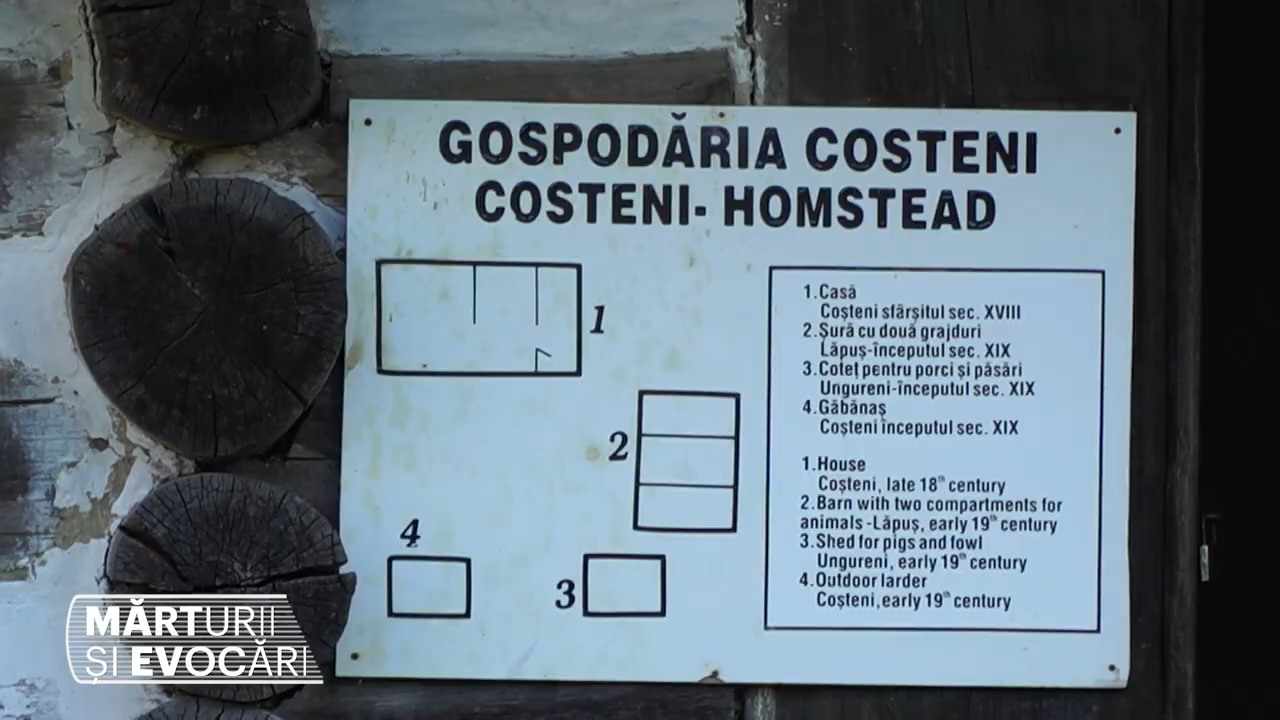 GOSPODĂRIA COSTENI
COSTENI- HOMSTEAD
1
2
3
4
1.Casă
Coșteni sfârșitul sec. XVIII
2.Șură cu două grajduri
Lăpuș-începutul sec. XIX
3.Coteț pentru porci și păsări
Ungureni-începutul sec. XIX
4.Găbănaș
Coșteni începutul sec. XIX
1.House
Coșteni, late 18th century
2.Barn with two compartments for
animals -Lăpuș, early 19th century
3.Shed for pigs and fowl
Ungureni, early 19th century
4.Outdoor larder
Coșteni, early 19th century
MĂRTURII
ȘI EVOCĂRI